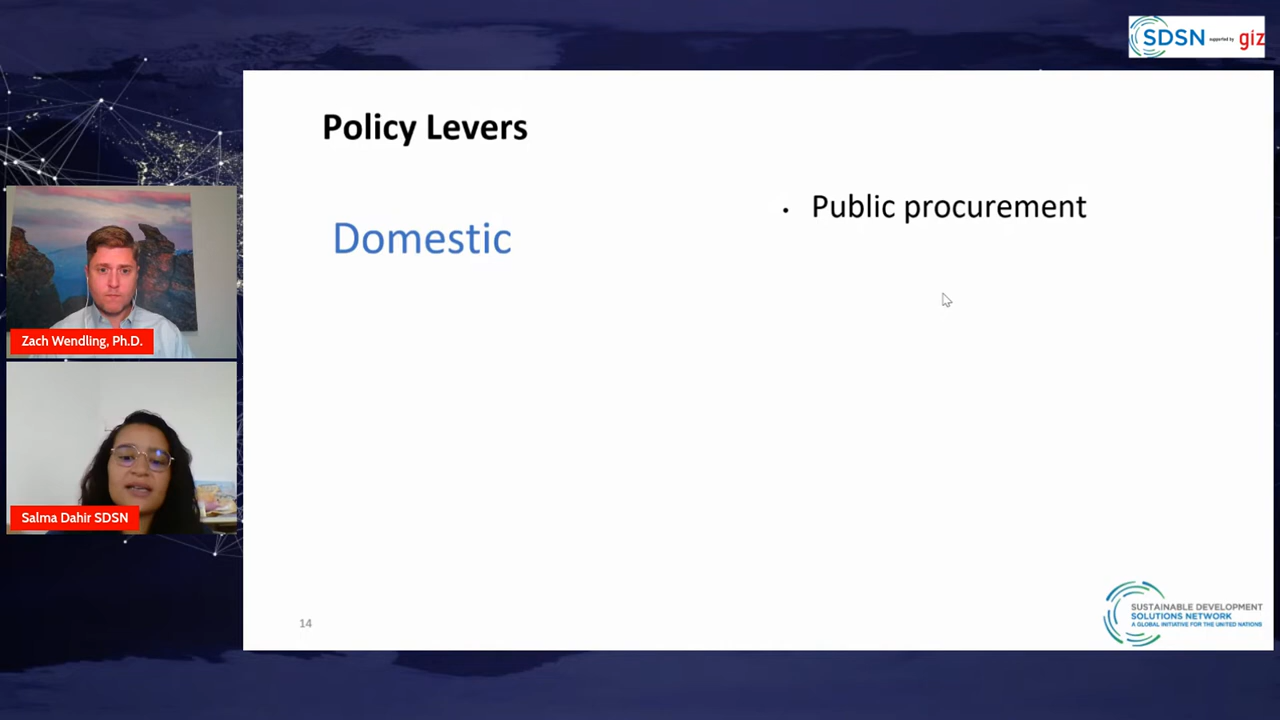 SDSN supported by giz
Policy Levers
Domestic
• Public procurement
Zach Wendling, Ph.D.
Salma Dahir SDSN
14
SUSTAINABLE DEVELOPMENT
SOLUTIONS NETWORK
A GLOBAL INITIATIVE FOR THE UNITED NATIONS